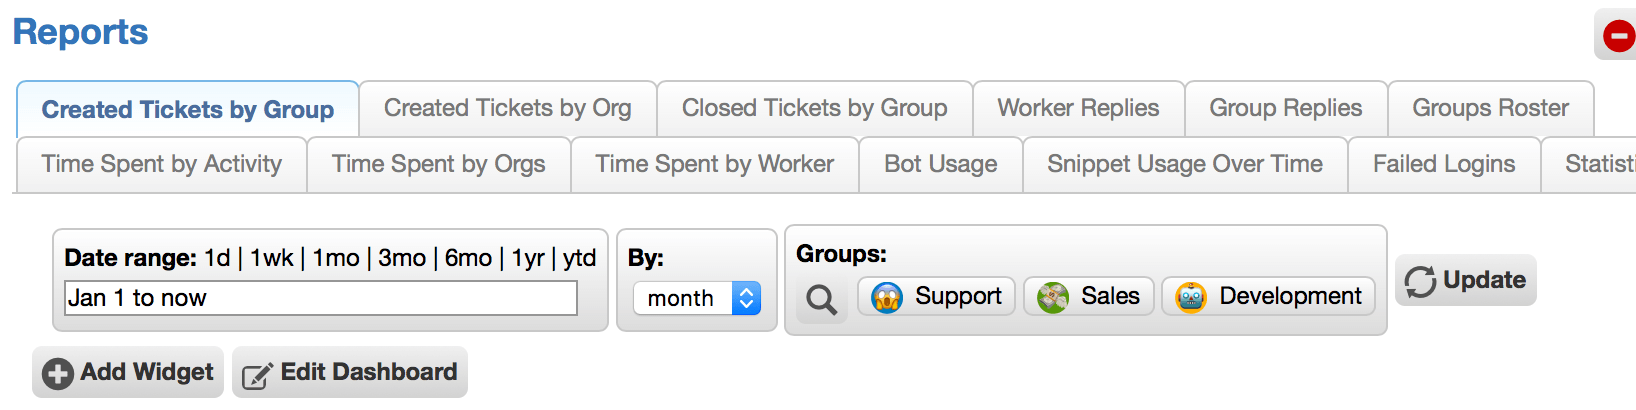 Reports
Created Tickets by Group Created Tickets by Org Closed Tickets by Group Worker Replies Group Replies Groups Roster
Time Spent by Activity Time Spent by Orgs Time Spent by Worker Bot Usage Snippet Usage Over Time Failed Logins Statisti
Date range: 1d | 1wk | 1mo | 3mo | 6mo | 1yr | ytd
Jan 1 to now
By:
month
Groups:
Support Sales Development
Update
Add Widget Edit Dashboard